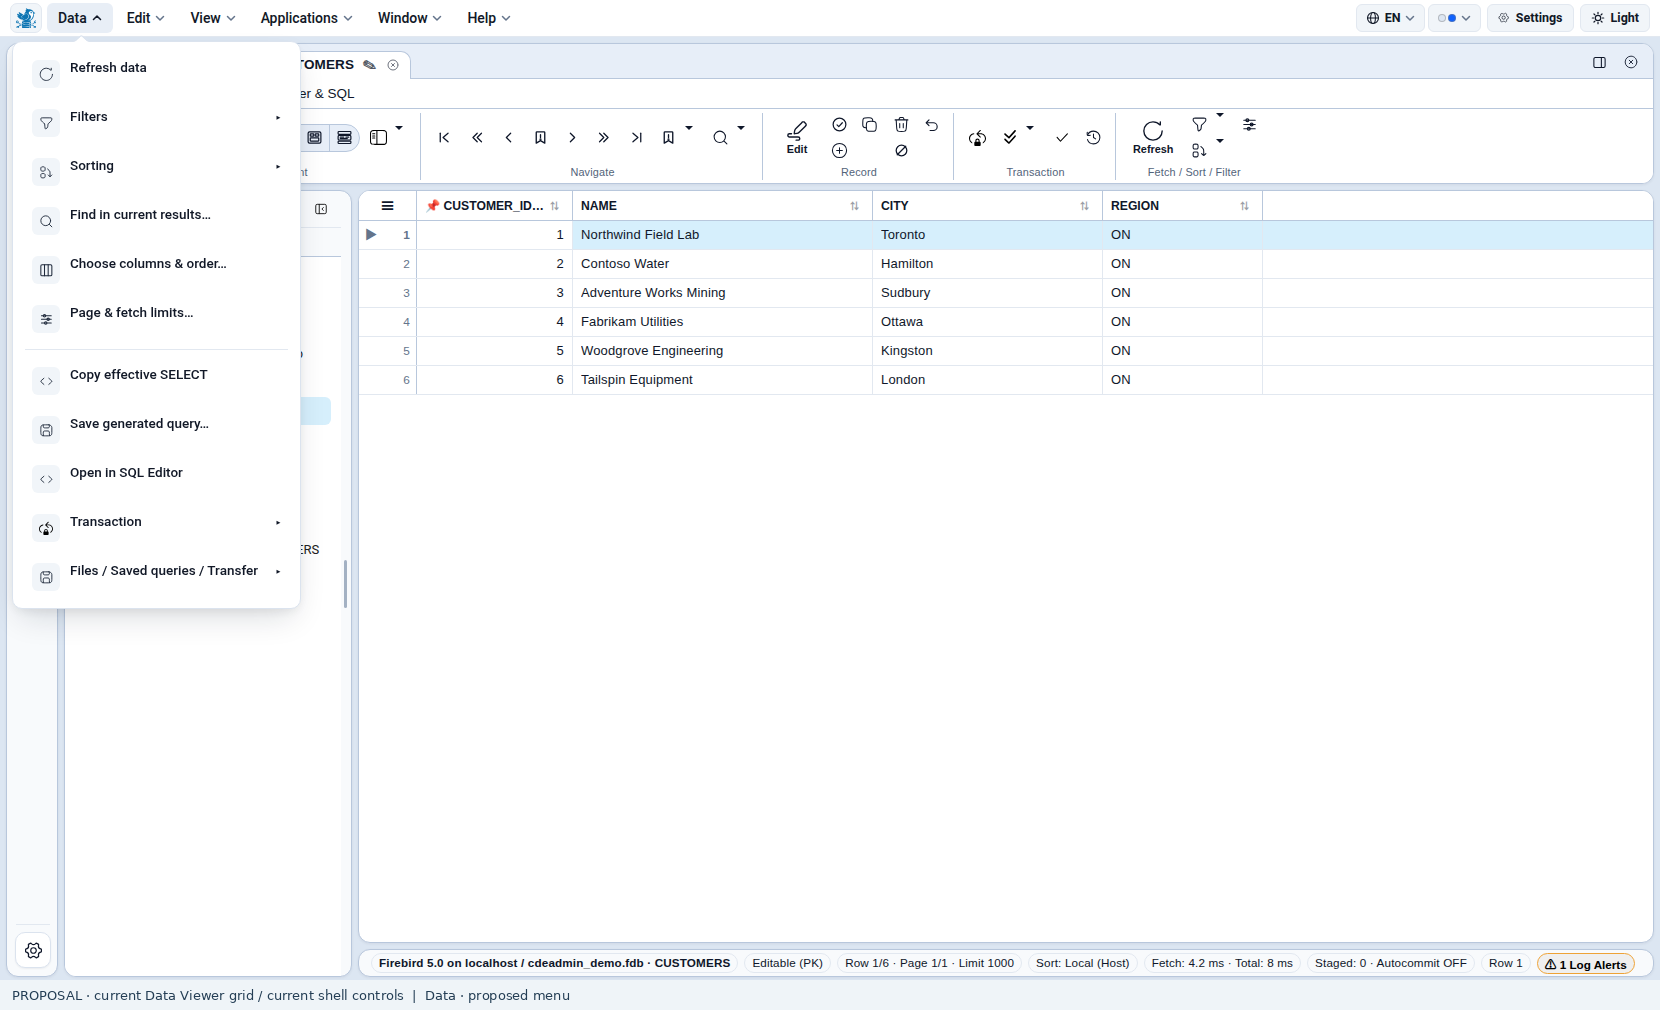 Data Edit View Applications Window Help EN Settings Light
Refresh data
Filters
Sorting
Find in current results...
Choose columns & order...
Page & fetch limits...
Copy effective SELECT
Save generated query...
Open in SQL Editor
Transaction
Files / Saved queries / Transfer
TOMERS
er & SQL
Edit Refresh
nt Navigate Record Transaction Fetch / Sort / Filter
ERS
CUSTOMER_ID... NAME CITY REGION
1 1 Northwind Field Lab Toronto ON
2 2 Contoso Water Hamilton ON
3 3 Adventure Works Mining Sudbury ON
4 4 Fabrikam Utilities Ottawa ON
5 5 Woodgrove Engineering Kingston ON
6 6 Tailspin Equipment London ON
Firebird 5.0 on localhost / cdeadmin_demo.fdb · CUSTOMERS Editable (PK) Row 1/6 · Page 1/1 · Limit 1000 Sort: Local (Host) Fetch: 4.2 ms · Total: 8 ms Staged: 0 · Autocommit OFF Row 1 1 Log Alerts
PROPOSAL · current Data Viewer grid / current shell controls | Data · proposed menu